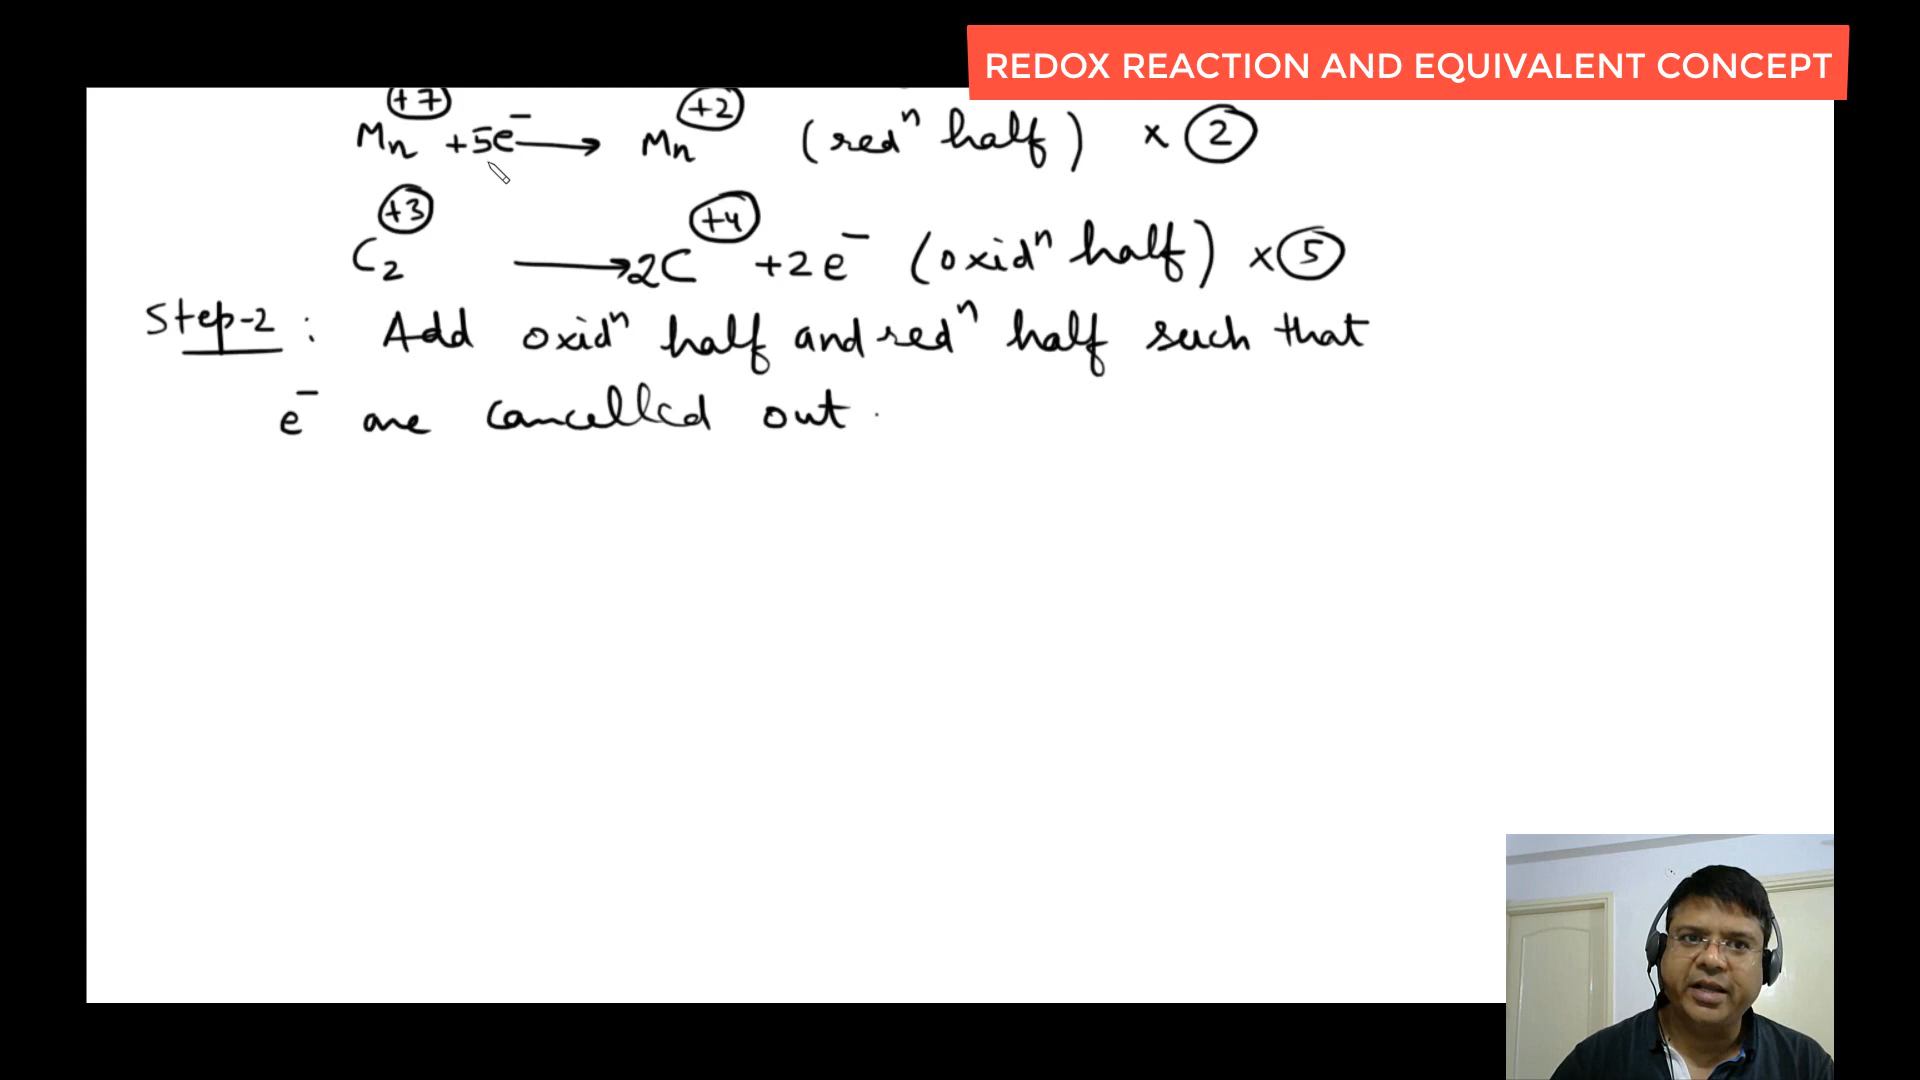 REDOX REACTION AND EQUIVALENT CONCEPT
Mn⁺⁷ + 5e⁻ ⟶ Mn⁺² (redⁿ half) × 2
C₂⁺³ ⟶ 2C⁺⁴ + 2e⁻ (oxidⁿ half) × 5
Step-2 : Add oxidⁿ half and redⁿ half such that
e⁻ are cancelled out.